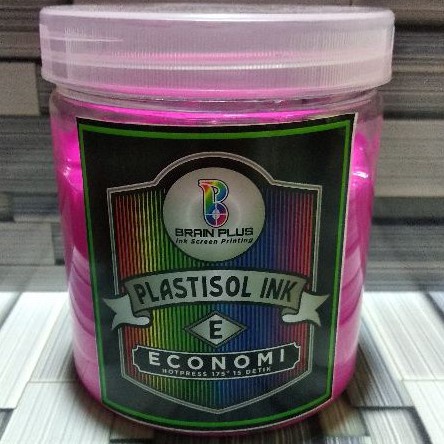 B
BRAIN PLUS
Ink Screen Printing
PLASTISOL INK
E
ECONOMI
HOTPRESS 175° 15 DETIK